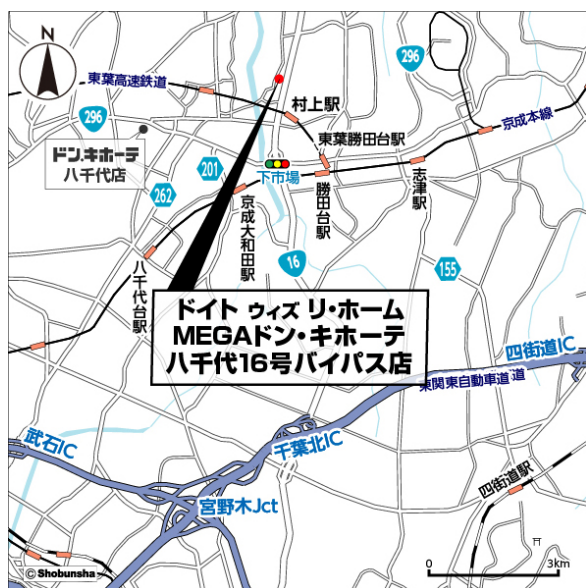 N
東葉高速鉄道
296
ドン.キホーテ
八千代店
262
201
村上駅
東葉勝田台駅
296
京成本線
下市場
勝田台駅
志津駅
京成大和田駅
八千代台駅
16
155
ドイト ウィズ リ・ホーム
MEGAドン・キホーテ
八千代16号バイパス店
四街道IC
東関東自動車道 道
千葉北IC
武石IC
宮野木Jct
四街道駅
© Shobunsha
0 3km